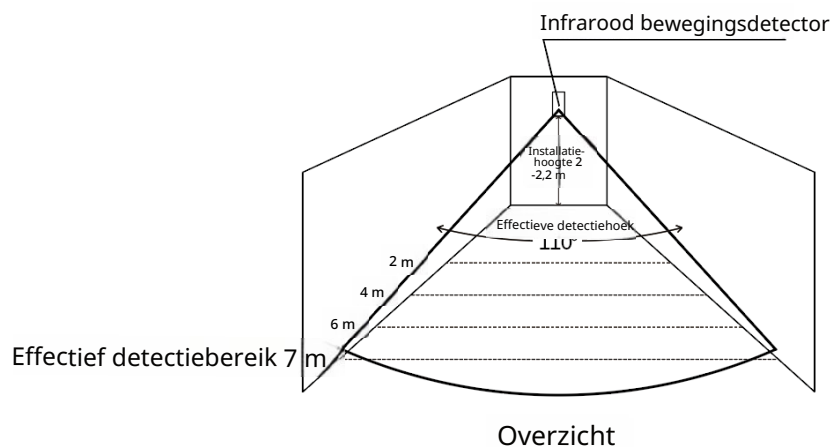 Infrarood bewegingsdetector
Installatie-
hoogte 2
-2,2 m
Effectieve detectiehoek
110°
2 m
4 m
6 m
Effectief detectiebereik 7 m
Overzicht